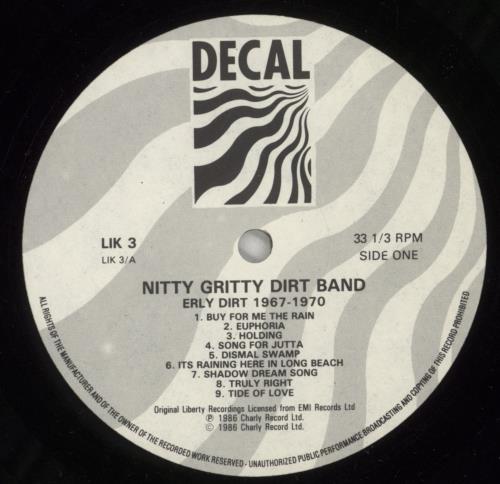 DECAL
LIK 3
LIK 3/A
33 1/3 RPM
SIDE ONE
NITTY GRITTY DIRT BAND
ERLY DIRT 1967-1970
1. BUY FOR ME THE RAIN
2. EUPHORIA
3. HOLDING
4. SONG FOR JUTTA
5. DISMAL SWAMP
6. ITS RAINING HERE IN LONG BEACH
7. SHADOW DREAM SONG
8. TRULY RIGHT
9. TIDE OF LOVE
Original Liberty Recordings Licensed from EMI Records Ltd
℗ 1986 Charly Record Ltd.
© 1986 Charly Record Ltd.
ALL RIGHTS OF THE MANUFACTURER AND OF THE OWNER OF THE RECORDED WORK RESERVED - UNAUTHORIZED PUBLIC PERFORMANCE BROADCASTING AND COPYING OF THIS RECORD PROHIBITED